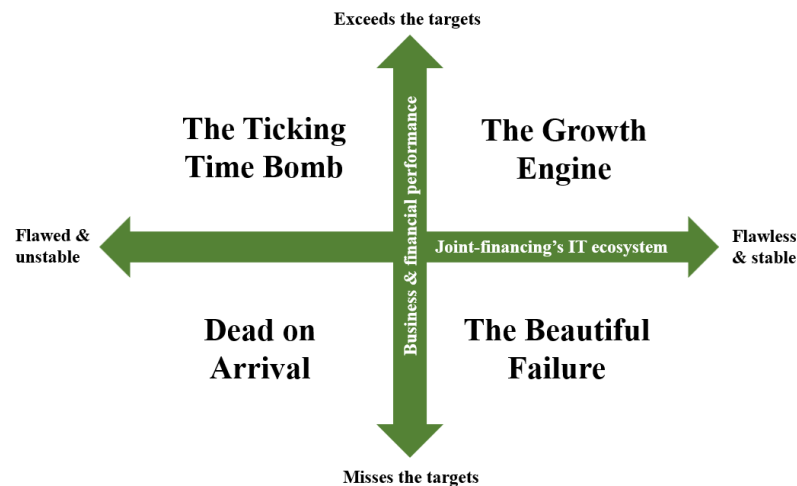 Exceeds the targets
The Ticking
Time Bomb
The Growth
Engine
Business & financial performance
Flawed &
unstable
Joint-financing’s IT ecosystem
Flawless
& stable
Dead on
Arrival
The Beautiful
Failure
Misses the targets